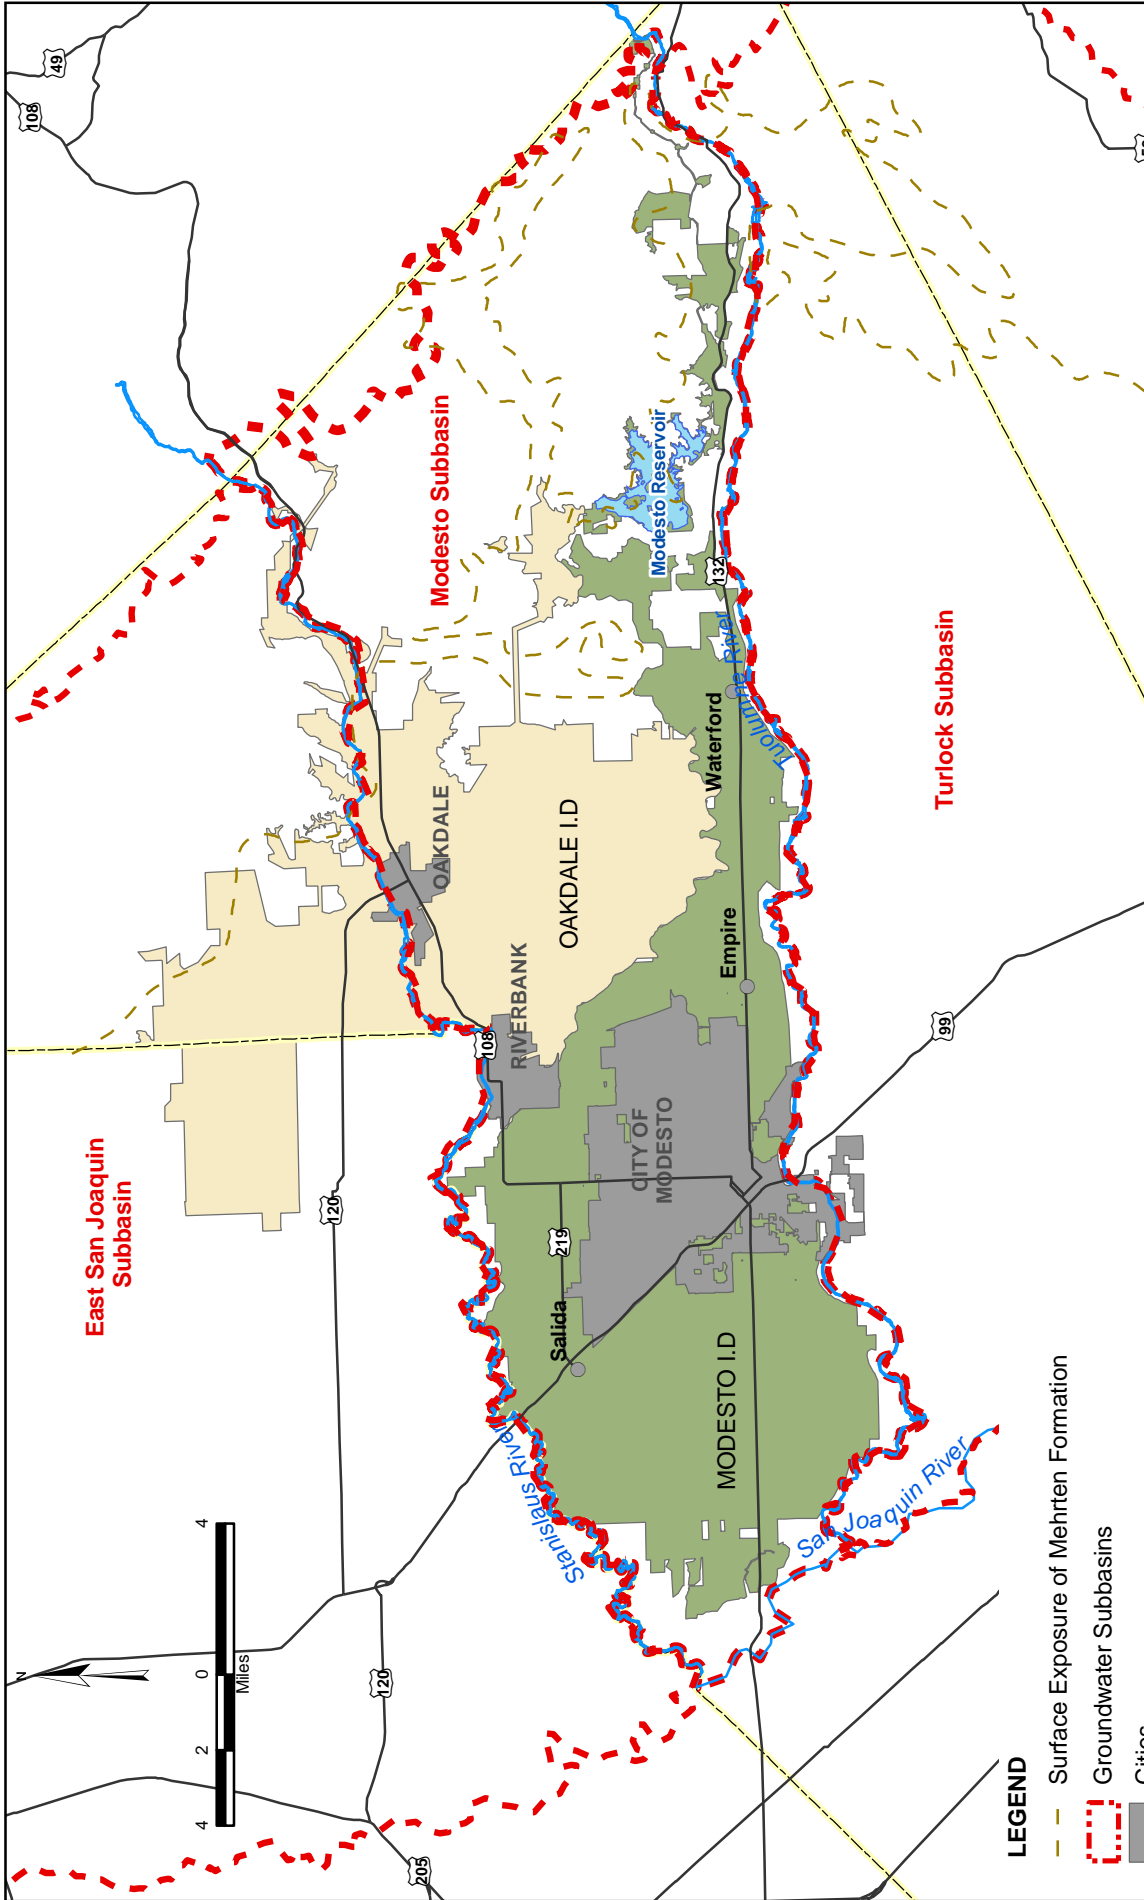 49
108
East San Joaquin
Subbasin
120
Modesto Subbasin
OAKDALE
OAKDALE I.D
RIVERBANK
108
Modesto Reservoir
132
Tuolumne River
Waterford
Empire
CITY OF
MODESTO
219
Salida
MODESTO I.D
Stanislaus River
San Joaquin River
Turlock Subbasin
99
120
205
N
4
2
0
4
Miles
LEGEND
Surface Exposure of Mehrten Formation
Groundwater Subbasins
Cities